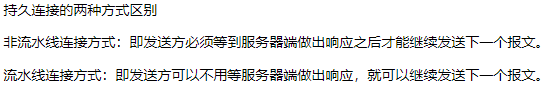 持久连接的两种方式区别
非流水线连接方式：即发送方必须等到服务器端做出响应之后才能继续发送下一个报文。
流水线连接方式：即发送方可以不用等服务器端做出响应，就可以继续发送下一个报文。